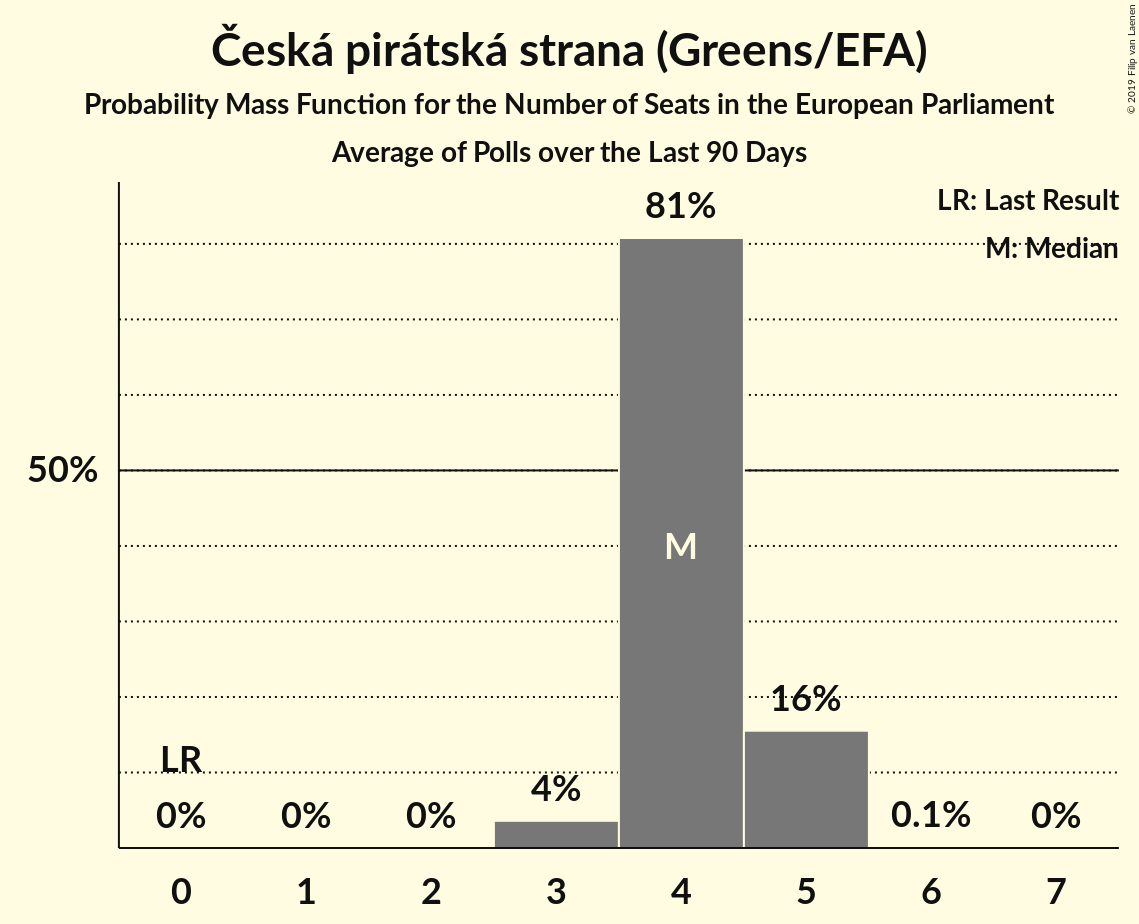 Česká pirátská strana (Greens/EFA)
Probability Mass Function for the Number of Seats in the European Parliament
Average of Polls over the Last 90 Days
© 2019 Filip van Laenen
LR: Last Result
M: Median
81%
50%
M
16%
LR
4%
0% 0% 0% 0.1% 0%
0 1 2 3 4 5 6 7